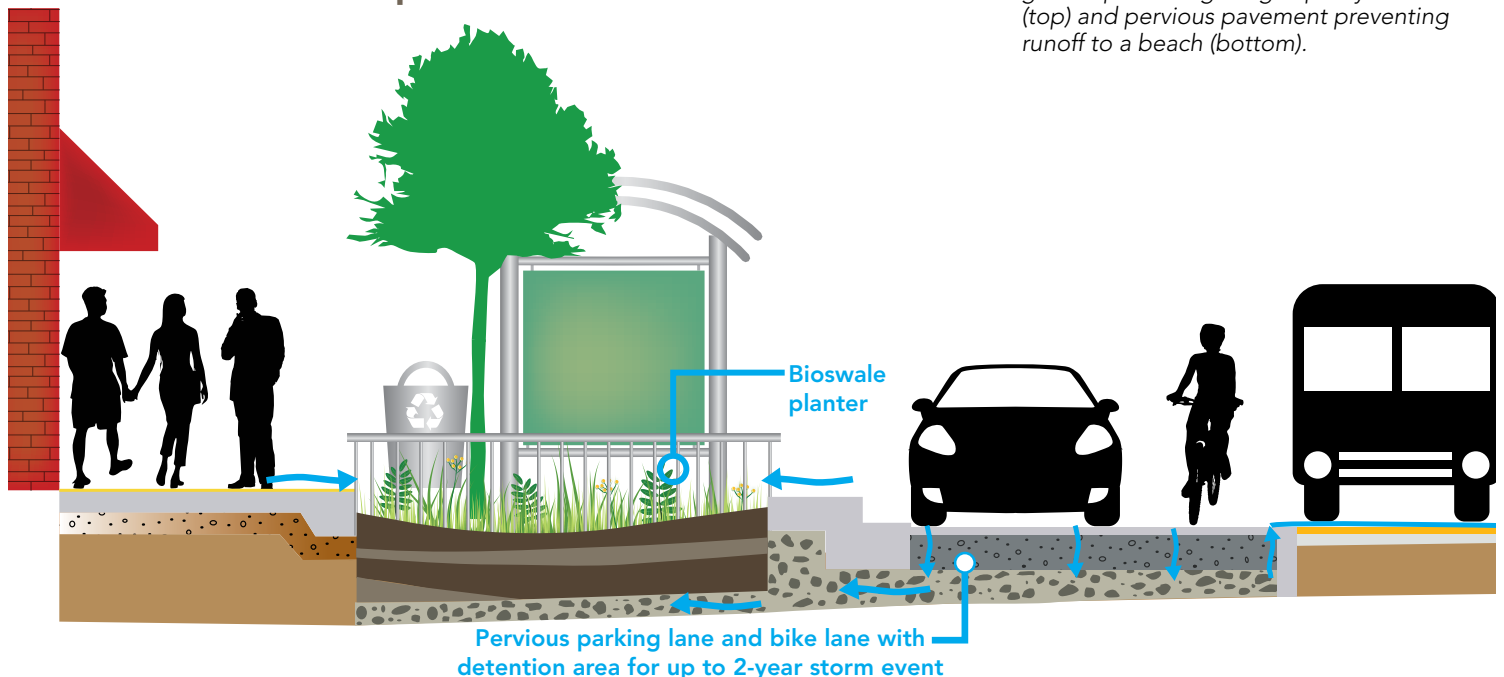 (top) and pervious pavement preventing
runoff to a beach (bottom).
Bioswale
planter
Pervious parking lane and bike lane with
detention area for up to 2-year storm event